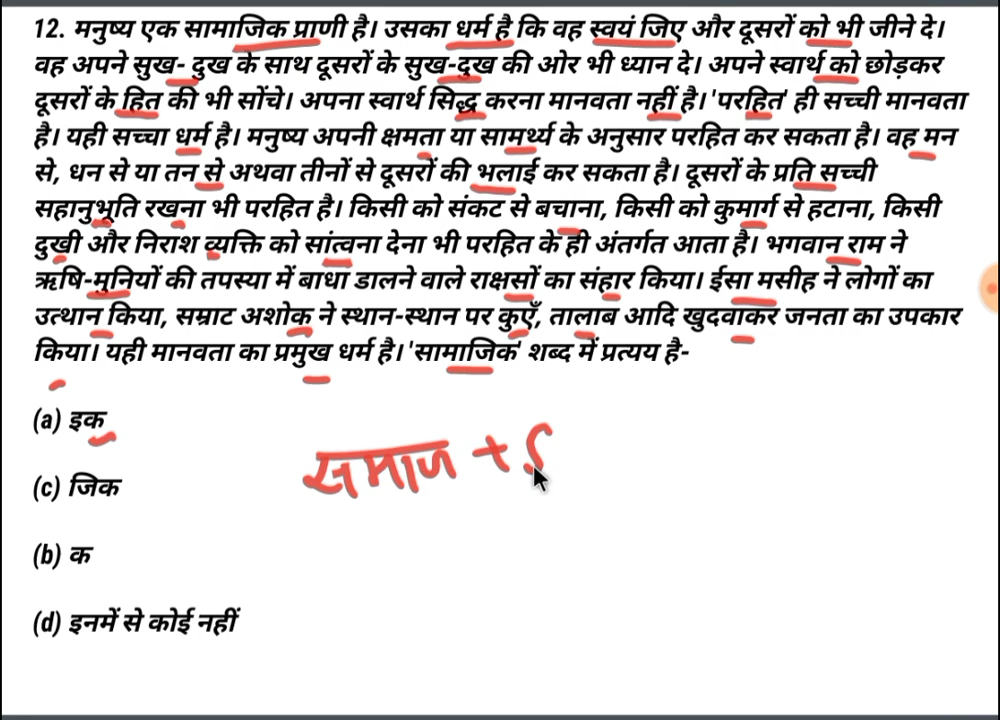 12. मनुष्य एक सामाजिक प्राणी है। उसका धर्म है कि वह स्वयं जिए और दूसरों को भी जीने दे।
वह अपने सुख- दुख के साथ दूसरों के सुख-दुख की ओर भी ध्यान दे। अपने स्वार्थ को छोड़कर
दूसरों के हित की भी सोंचे। अपना स्वार्थ सिद्ध करना मानवता नहीं है। 'परहित' ही सच्ची मानवता
है। यही सच्चा धर्म है। मनुष्य अपनी क्षमता या सामर्थ्य के अनुसार परहित कर सकता है। वह मन
से, धन से या तन से अथवा तीनों से दूसरों की भलाई कर सकता है। दूसरों के प्रति सच्ची
सहानुभूति रखना भी परहित है। किसी को संकट से बचाना, किसी को कुमार्ग से हटाना, किसी
दुखी और निराश व्यक्ति को सांत्वना देना भी परहित के ही अंतर्गत आता है। भगवान राम ने
ऋषि-मुनियों की तपस्या में बाधा डालने वाले राक्षसों का संहार किया। ईसा मसीह ने लोगों का
उत्थान किया, सम्राट अशोक ने स्थान-स्थान पर कुएँ, तालाब आदि खुदवाकर जनता का उपकार
किया। यही मानवता का प्रमुख धर्म है। 'सामाजिक' शब्द में प्रत्यय है-
(a) इक
समाज +
(c) जिक
(b) क
(d) इनमें से कोई नहीं